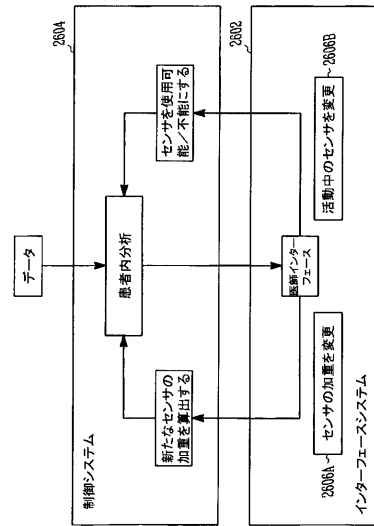 データ
2604
制御システム
患者内分析
新たなセンサの
加重を算出する
センサを使用可
能/不能にする
2602
医師インター
フェース
2606A
センサの加重を変更
活動中のセンサを変更
2606B
インターフェースシステム